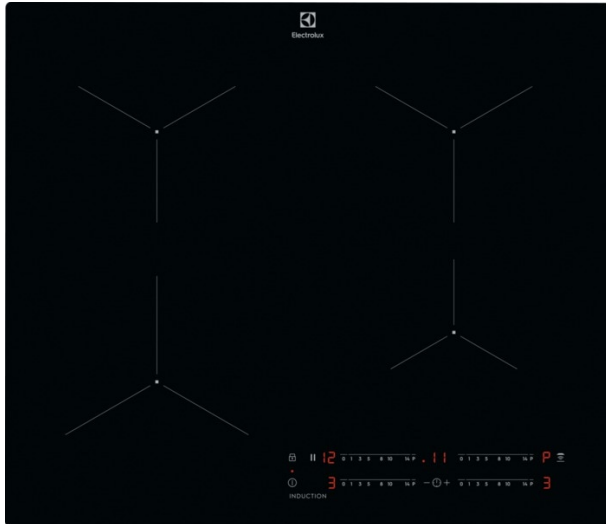 Electrolux
12 0 1 3 5 8 10 14 P .11 0 1 3 5 8 10 14 P P
3 0 1 3 5 8 10 14 P − + 0 1 3 5 8 10 14 P 3
INDUCTION